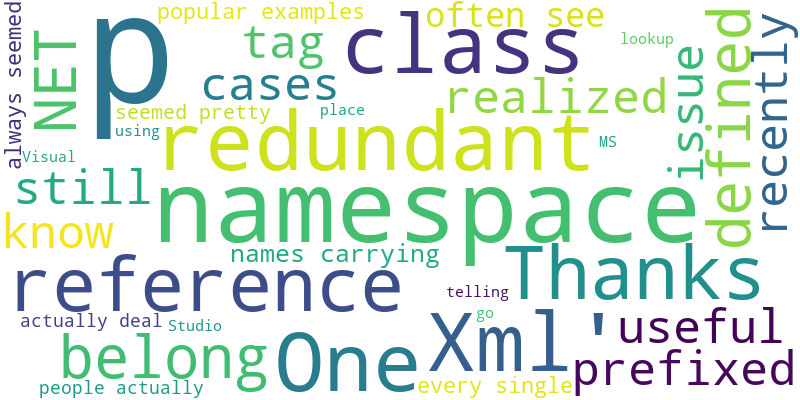 always seemed
NET
p
popular examples
tag
cases
class
often see
lookup
realized
issue
defined
recently
seemed pretty
using
place
redundant
MS
Visual
still
namespace
know
names carrying
reference
Thanks
telling
actually deal
Studio
go
One
Xml'
useful
belong
prefixed
people actually
every single